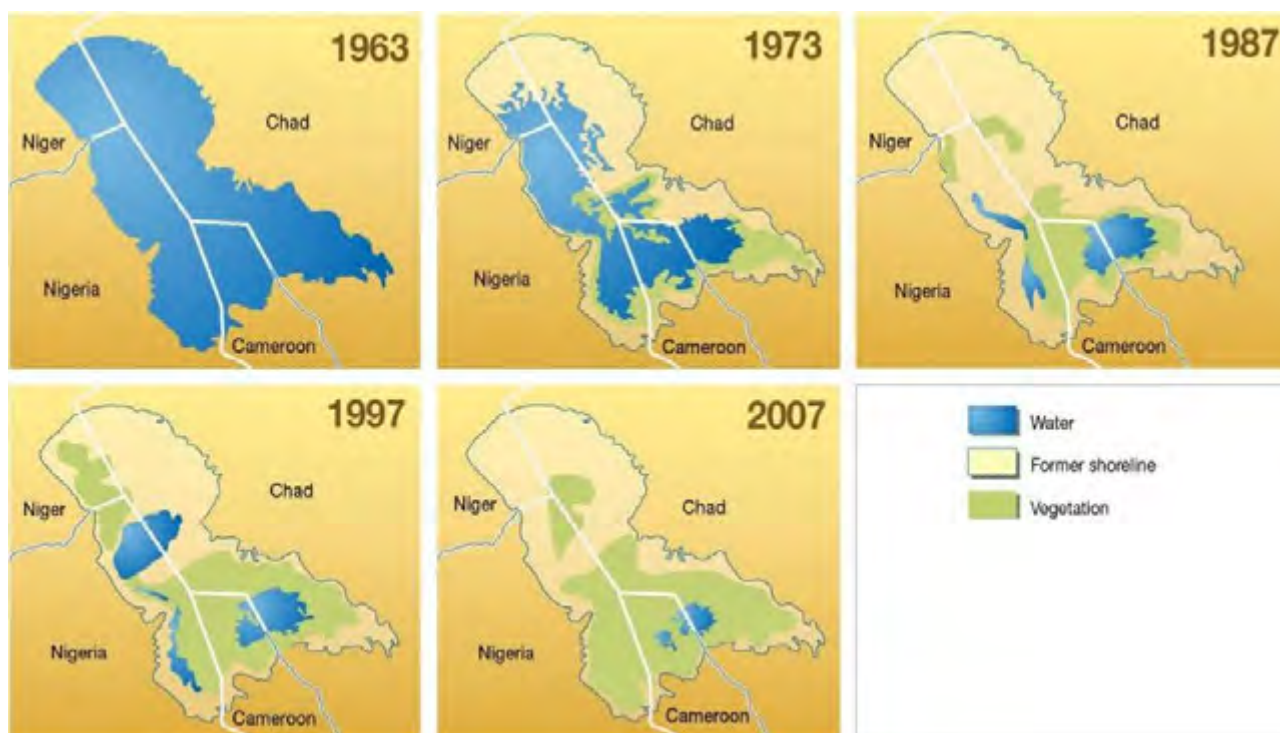 1963
Chad
Niger
Nigeria
Cameroon
1973
Chad
Niger
Nigeria
Cameroon
1987
Chad
Niger
Nigeria
Cameroon
1997
Chad
Niger
Nigeria
Cameroon
2007
Chad
Niger
Nigeria
Cameroon
Water
Former shoreline
Vegetation